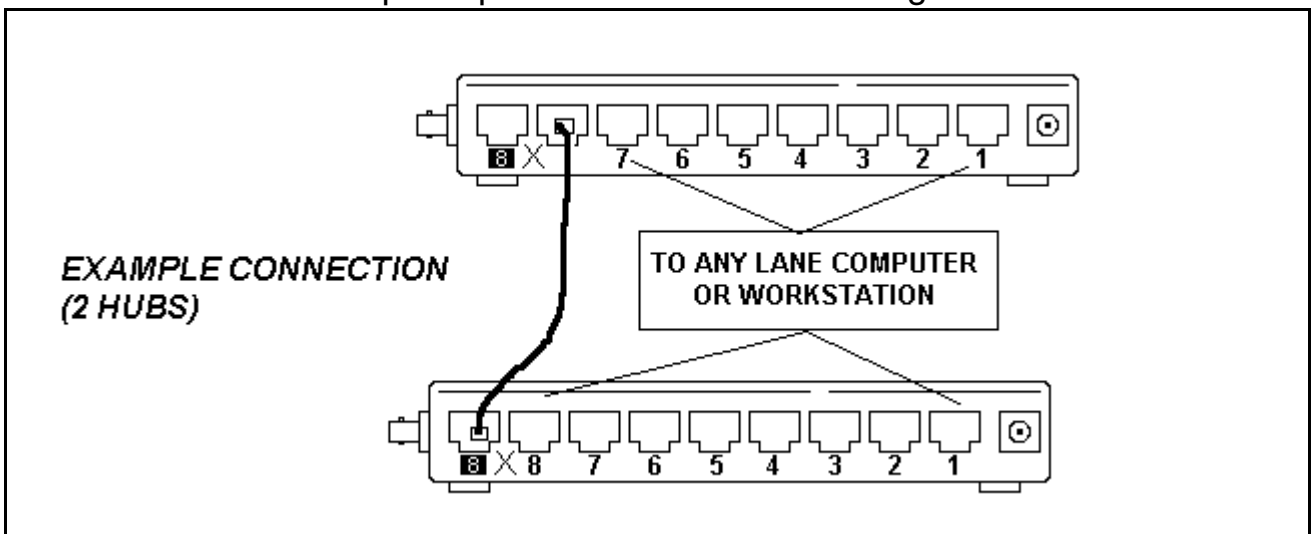 8 X 7 6 5 4 3 2 1
EXAMPLE CONNECTION
(2 HUBS)
TO ANY LANE COMPUTER
OR WORKSTATION
8 X 8 7 6 5 4 3 2 1